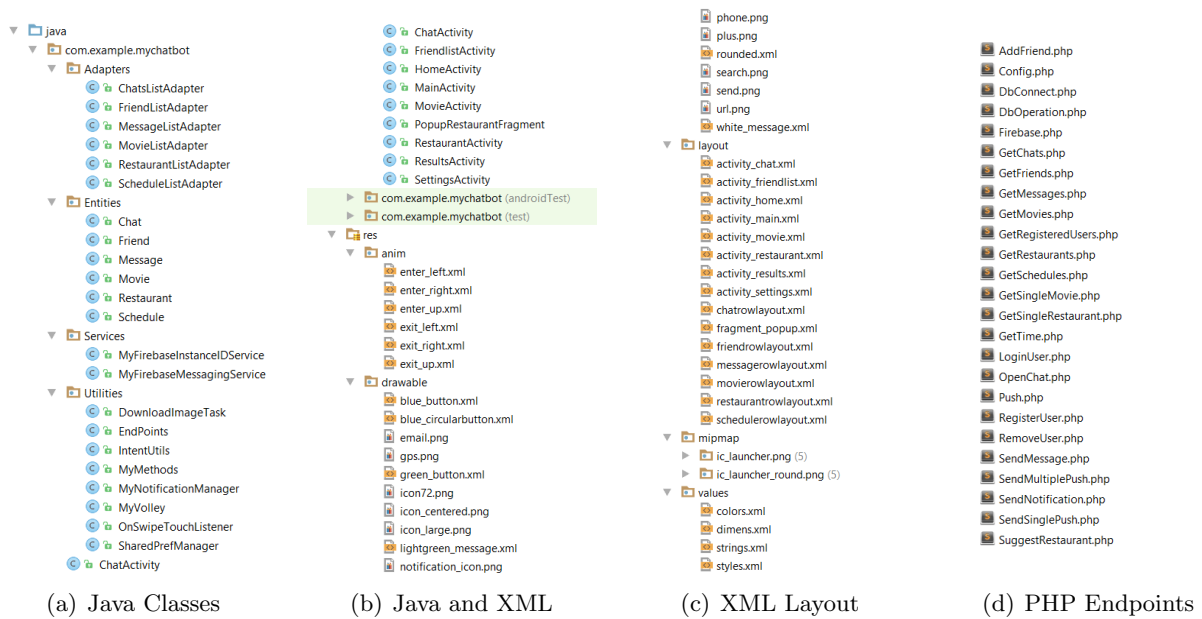 java
com.example.mychatbot
Adapters
ChatsListAdapter
FriendListAdapter
MessageListAdapter
MovieListAdapter
RestaurantListAdapter
ScheduleListAdapter
Entities
Chat
Friend
Message
Movie
Restaurant
Schedule
Services
MyFirebaseInstanceIDService
MyFirebaseMessagingService
Utilities
DownloadImageTask
EndPoints
IntentUtils
MyMethods
MyNotificationManager
MyVolley
OnSwipeTouchListener
SharedPrefManager
ChatActivity
(a) Java Classes
ChatActivity
FriendlistActivity
HomeActivity
MainActivity
MovieActivity
PopupRestaurantFragment
RestaurantActivity
ResultsActivity
SettingsActivity
com.example.mychatbot (androidTest)
com.example.mychatbot (test)
res
anim
enter_left.xml
enter_right.xml
enter_up.xml
exit_left.xml
exit_right.xml
exit_up.xml
drawable
blue_button.xml
blue_circularbutton.xml
email.png
gps.png
green_button.xml
icon72.png
icon_centered.png
icon_large.png
lightgreen_message.xml
notification_icon.png
(b) Java and XML
phone.png
plus.png
rounded.xml
search.png
send.png
url.png
white_message.xml
layout
activity_chat.xml
activity_friendlist.xml
activity_home.xml
activity_main.xml
activity_movie.xml
activity_restaurant.xml
activity_results.xml
activity_settings.xml
chatrowlayout.xml
fragment_popup.xml
friendrowlayout.xml
messagerowlayout.xml
movierowlayout.xml
restaurantrowlayout.xml
schedulerowlayout.xml
mipmap
ic_launcher.png (5)
ic_launcher_round.png (5)
values
colors.xml
dimens.xml
strings.xml
styles.xml
(c) XML Layout
AddFriend.php
Config.php
DbConnect.php
DbOperation.php
Firebase.php
GetChats.php
GetFriends.php
GetMessages.php
GetMovies.php
GetRegisteredUsers.php
GetRestaurants.php
GetSchedules.php
GetSingleMovie.php
GetSingleRestaurant.php
GetTime.php
LoginUser.php
OpenChat.php
Push.php
RegisterUser.php
RemoveUser.php
SendMessage.php
SendMultiplePush.php
SendNotification.php
SendSinglePush.php
SuggestRestaurant.php
(d) PHP Endpoints